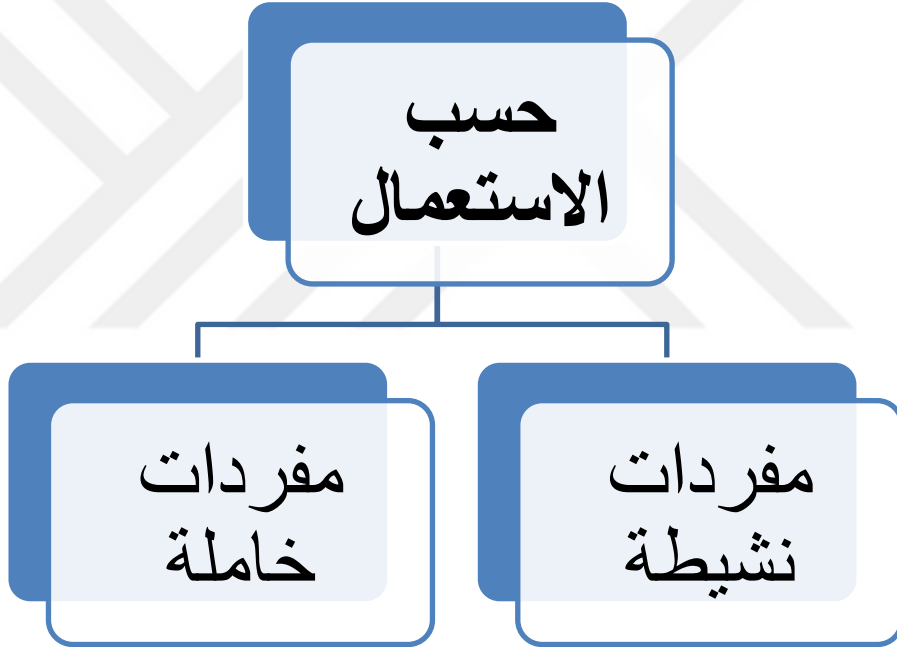 حسب
الاستعمال
مفردات
نشيطة
مفردات
خاملة